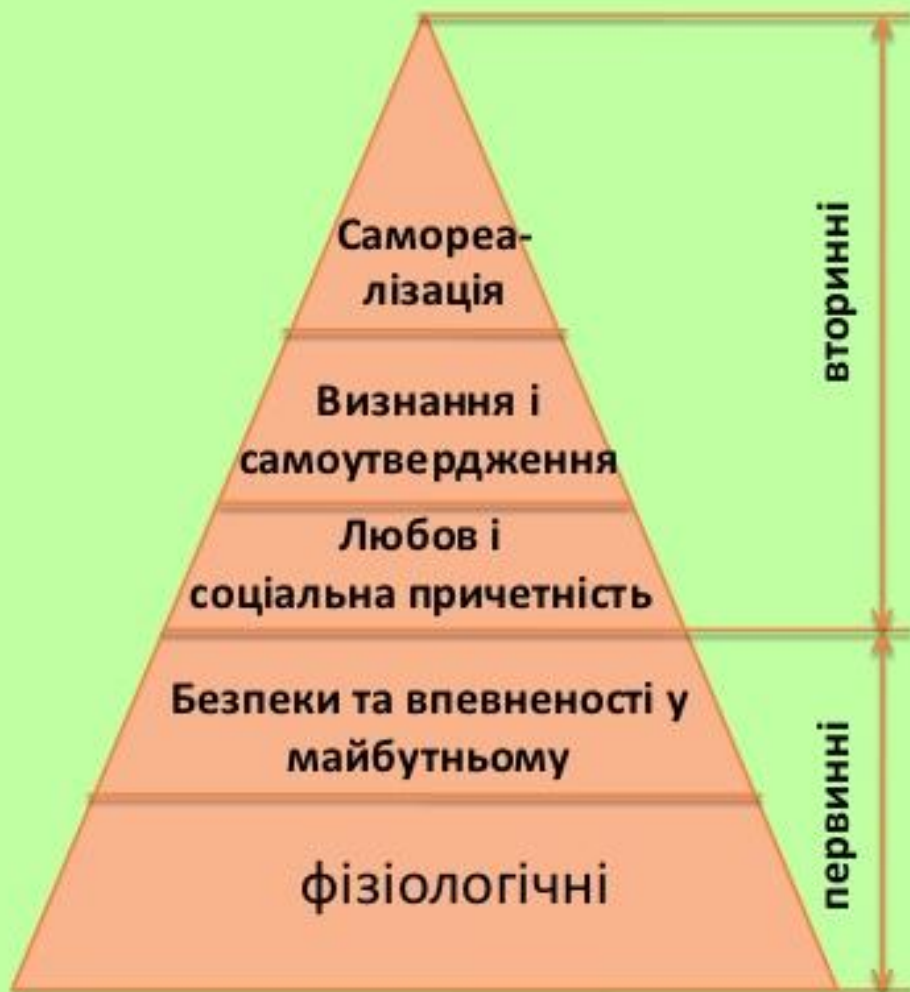 Самореа-
лізація
Визнання і
самоутвердження
Любов і
соціальна причетність
Безпеки та впевненості у
майбутньому
фізіологічні
вторинні
первинні